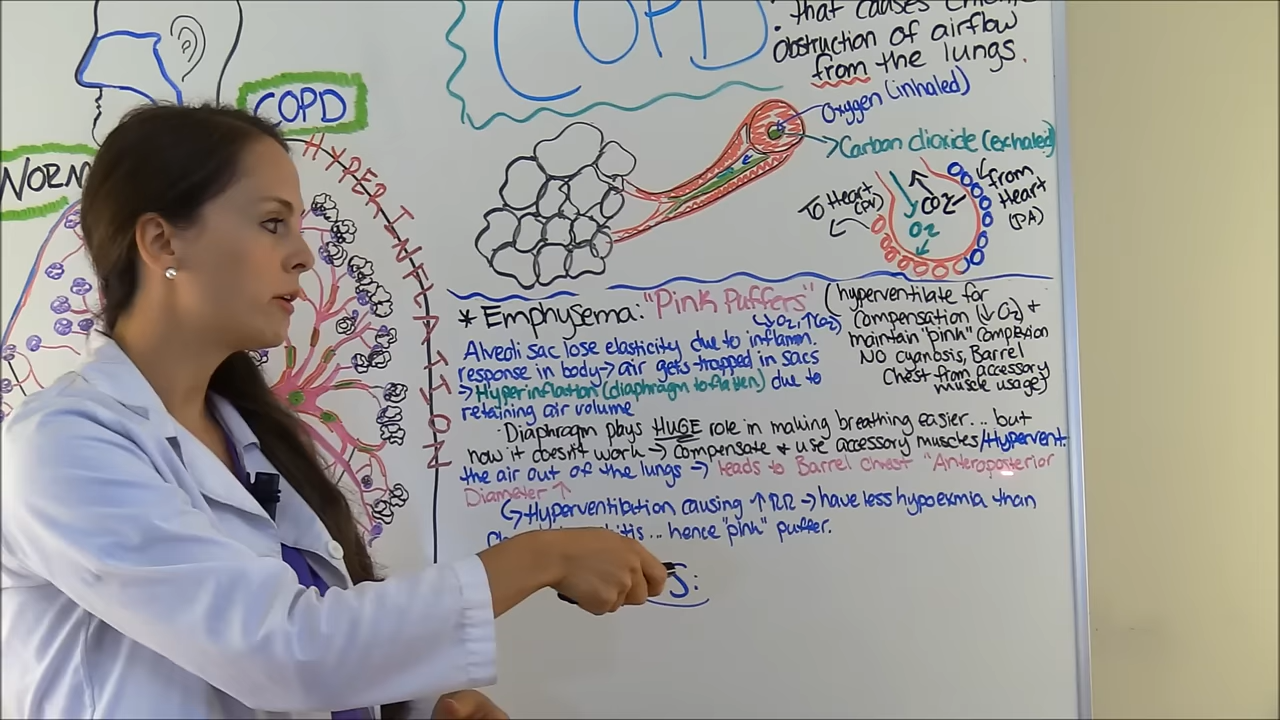 COPD
that causes
obstruction of airflow
from the lungs.
COPD
NORM
HYPERINFLATION
Oxygen (inhaled)
Carbon dioxide (exhaled)
To Heart (PV)
CO2
O2
from Heart (PA)
* Emphysema: "Pink Puffers" (hyperventilate for
compensation (↓ O2) +
maintain "pink" complexion
NO cyanosis, Barrel
Chest from accessory
muscle usage)
↳ ↓O2, ↑CO2)
Alveoli sac lose elasticity due to inflamm.
response in body → air gets trapped in sacs
→ Hyperinflation (diaphragm to flatten) due to
retaining air volume
· Diaphragm plays HUGE role in making breathing easier... but
now it doesn't work → compensate + use accessory muscles/Hypervent.
the air out of the lungs → leads to Barrel chest "Anteroposterior
Diameter ↑
↳ Hyperventilation causing ↑ RR → have less hypoexmia than
... hence "pink" puffer.
S: